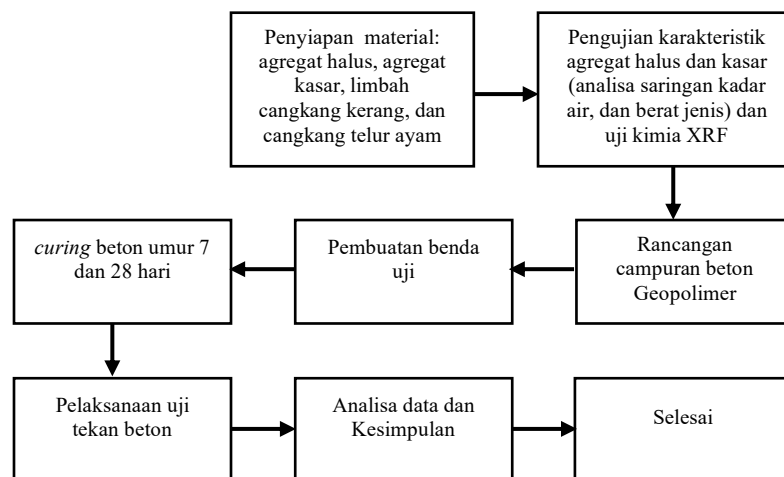 Penyiapan material:
agregat halus, agregat
kasar, limbah
cangkang kerang, dan
cangkang telur ayam
Pengujian karakteristik
agregat halus dan kasar
(analisa saringan kadar
air, dan berat jenis) dan
uji kimia XRF
Rancangan
campuran beton
Geopolimer
Pembuatan benda
uji
curing beton umur 7
dan 28 hari
Pelaksanaan uji
tekan beton
Analisa data dan
Kesimpulan
Selesai